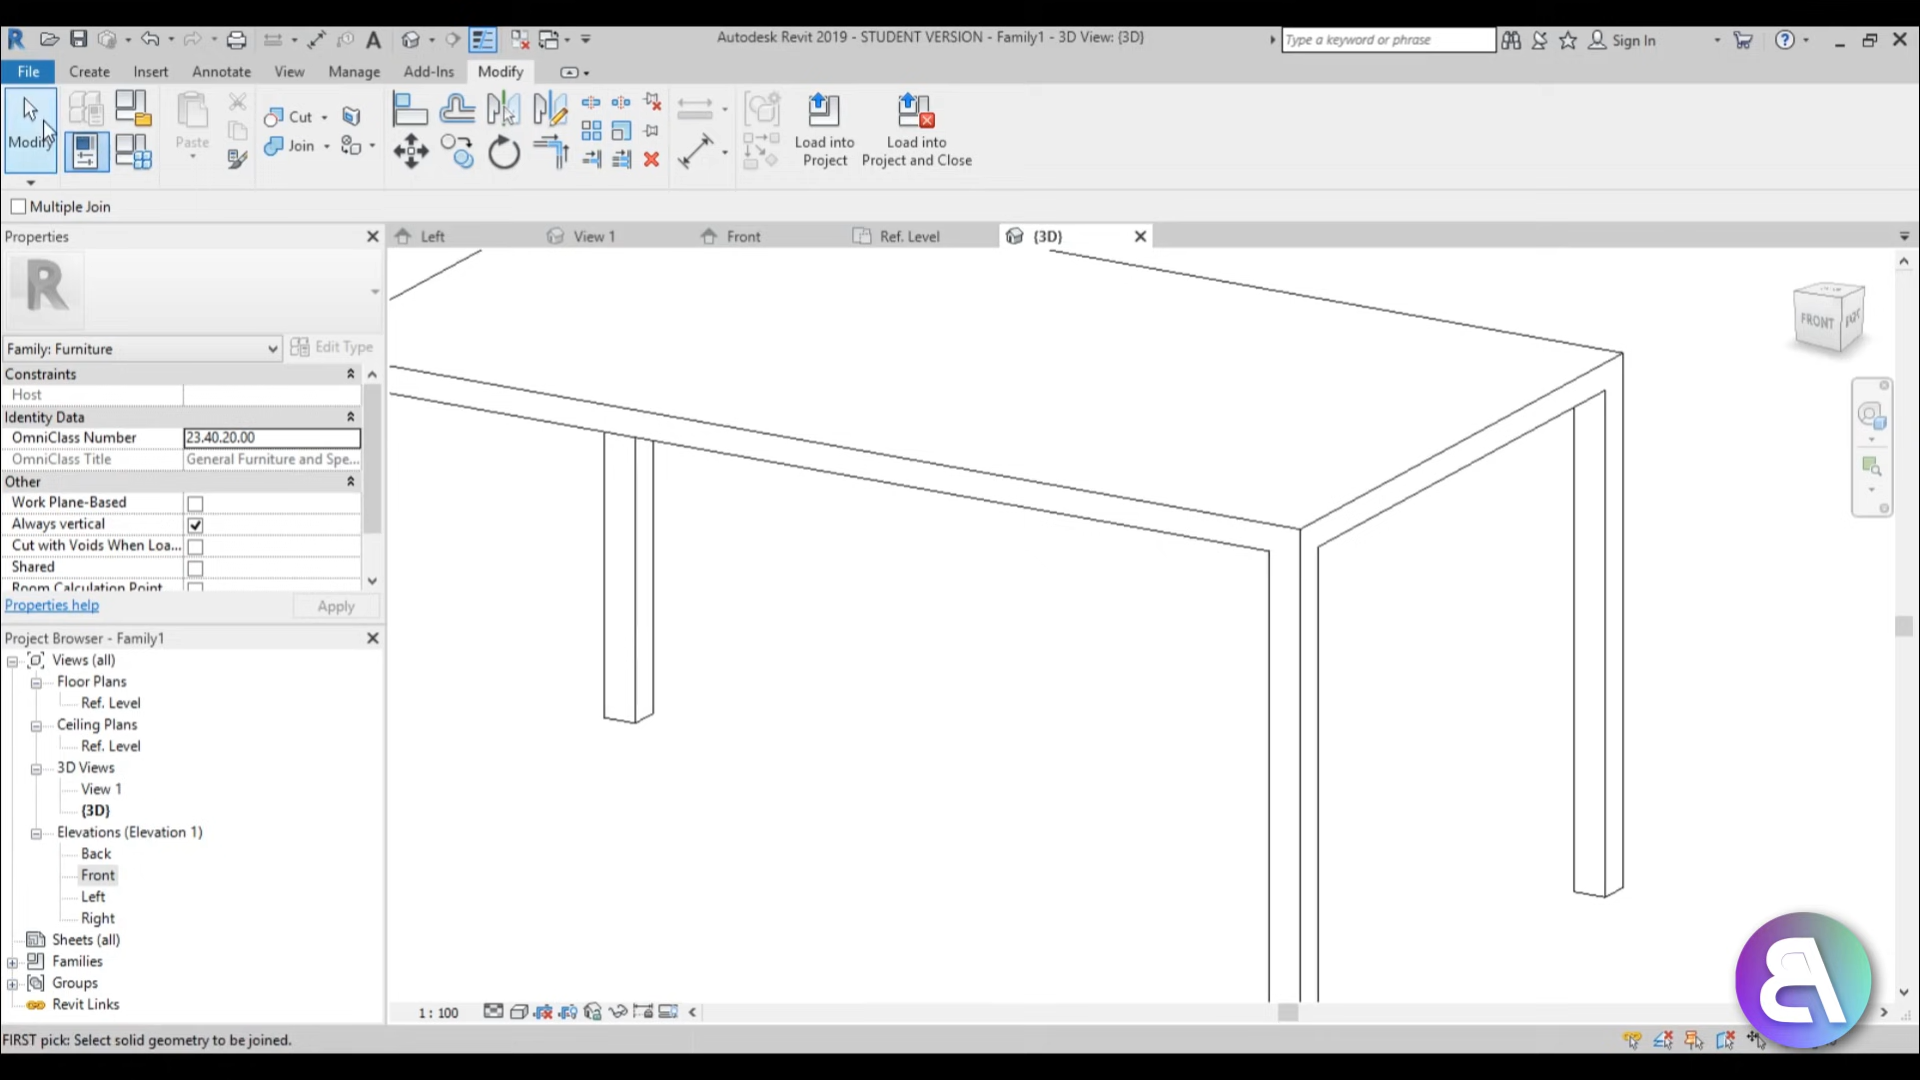 Autodesk Revit 2019 - STUDENT VERSION - Family1 - 3D View: {3D}
Type a keyword or phrase
Sign In
File Create Insert Annotate View Manage Add-Ins Modify
Modify
Paste
Cut
Join
Load into
Project
Load into
Project and Close
Multiple Join
Properties
Left
View 1
Front
Ref. Level
{3D}
R
Family: Furniture
Edit Type
Constraints
Host
Identity Data
OmniClass Number 23.40.20.00
OmniClass Title General Furniture and Spe...
Other
Work Plane-Based
Always vertical
Cut with Voids When Loa...
Shared
Room Calculation Point
Properties help
Apply
Project Browser - Family1
Views (all)
Floor Plans
Ref. Level
Ceiling Plans
Ref. Level
3D Views
View 1
{3D}
Elevations (Elevation 1)
Back
Front
Left
Right
Sheets (all)
Families
Groups
Revit Links
FRONT
1 : 100
FIRST pick: Select solid geometry to be joined.